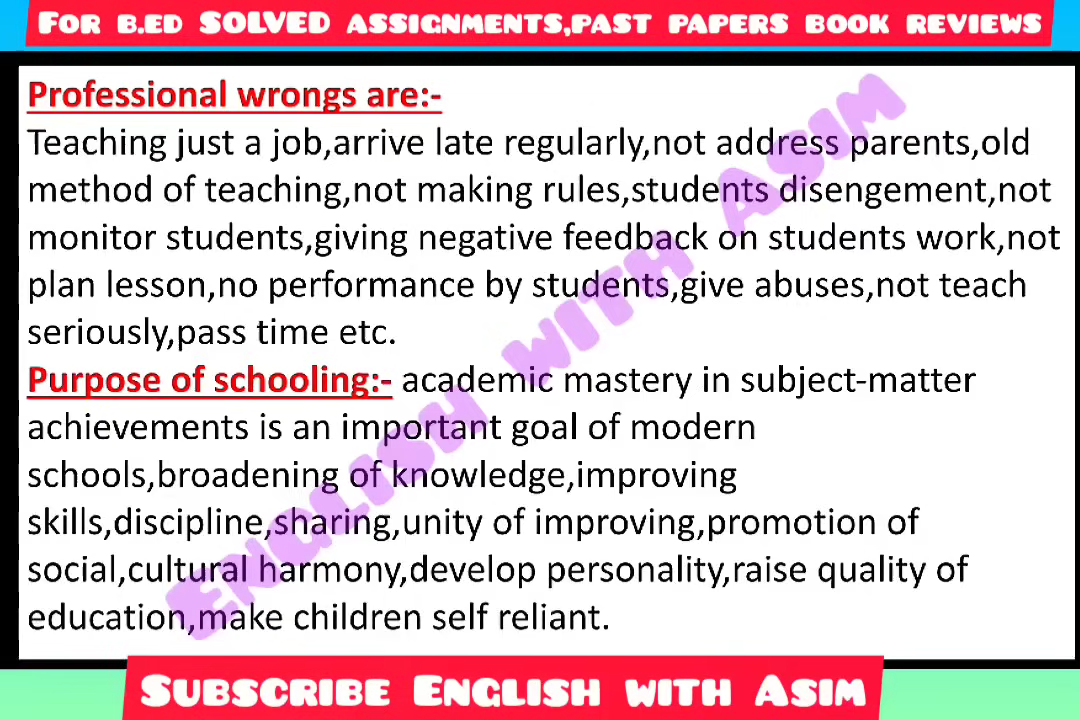 For B.Ed SOLVED ASSIGNMENTS,PAST PAPERS BOOK REVIEWS
Professional wrongs are:-
Teaching just a job,arrive late regularly,not address parents,old
method of teaching,not making rules,students disengement,not
monitor students,giving negative feedback on students work,not
plan lesson,no performance by students,give abuses,not teach
seriously,pass time etc.
Purpose of schooling:- academic mastery in subject-matter
achievements is an important goal of modern
schools,broadening of knowledge,improving
skills,discipline,sharing,unity of improving,promotion of
social,cultural harmony,develop personality,raise quality of
education,make children self reliant.
English with Asim
Subscribe English with Asim